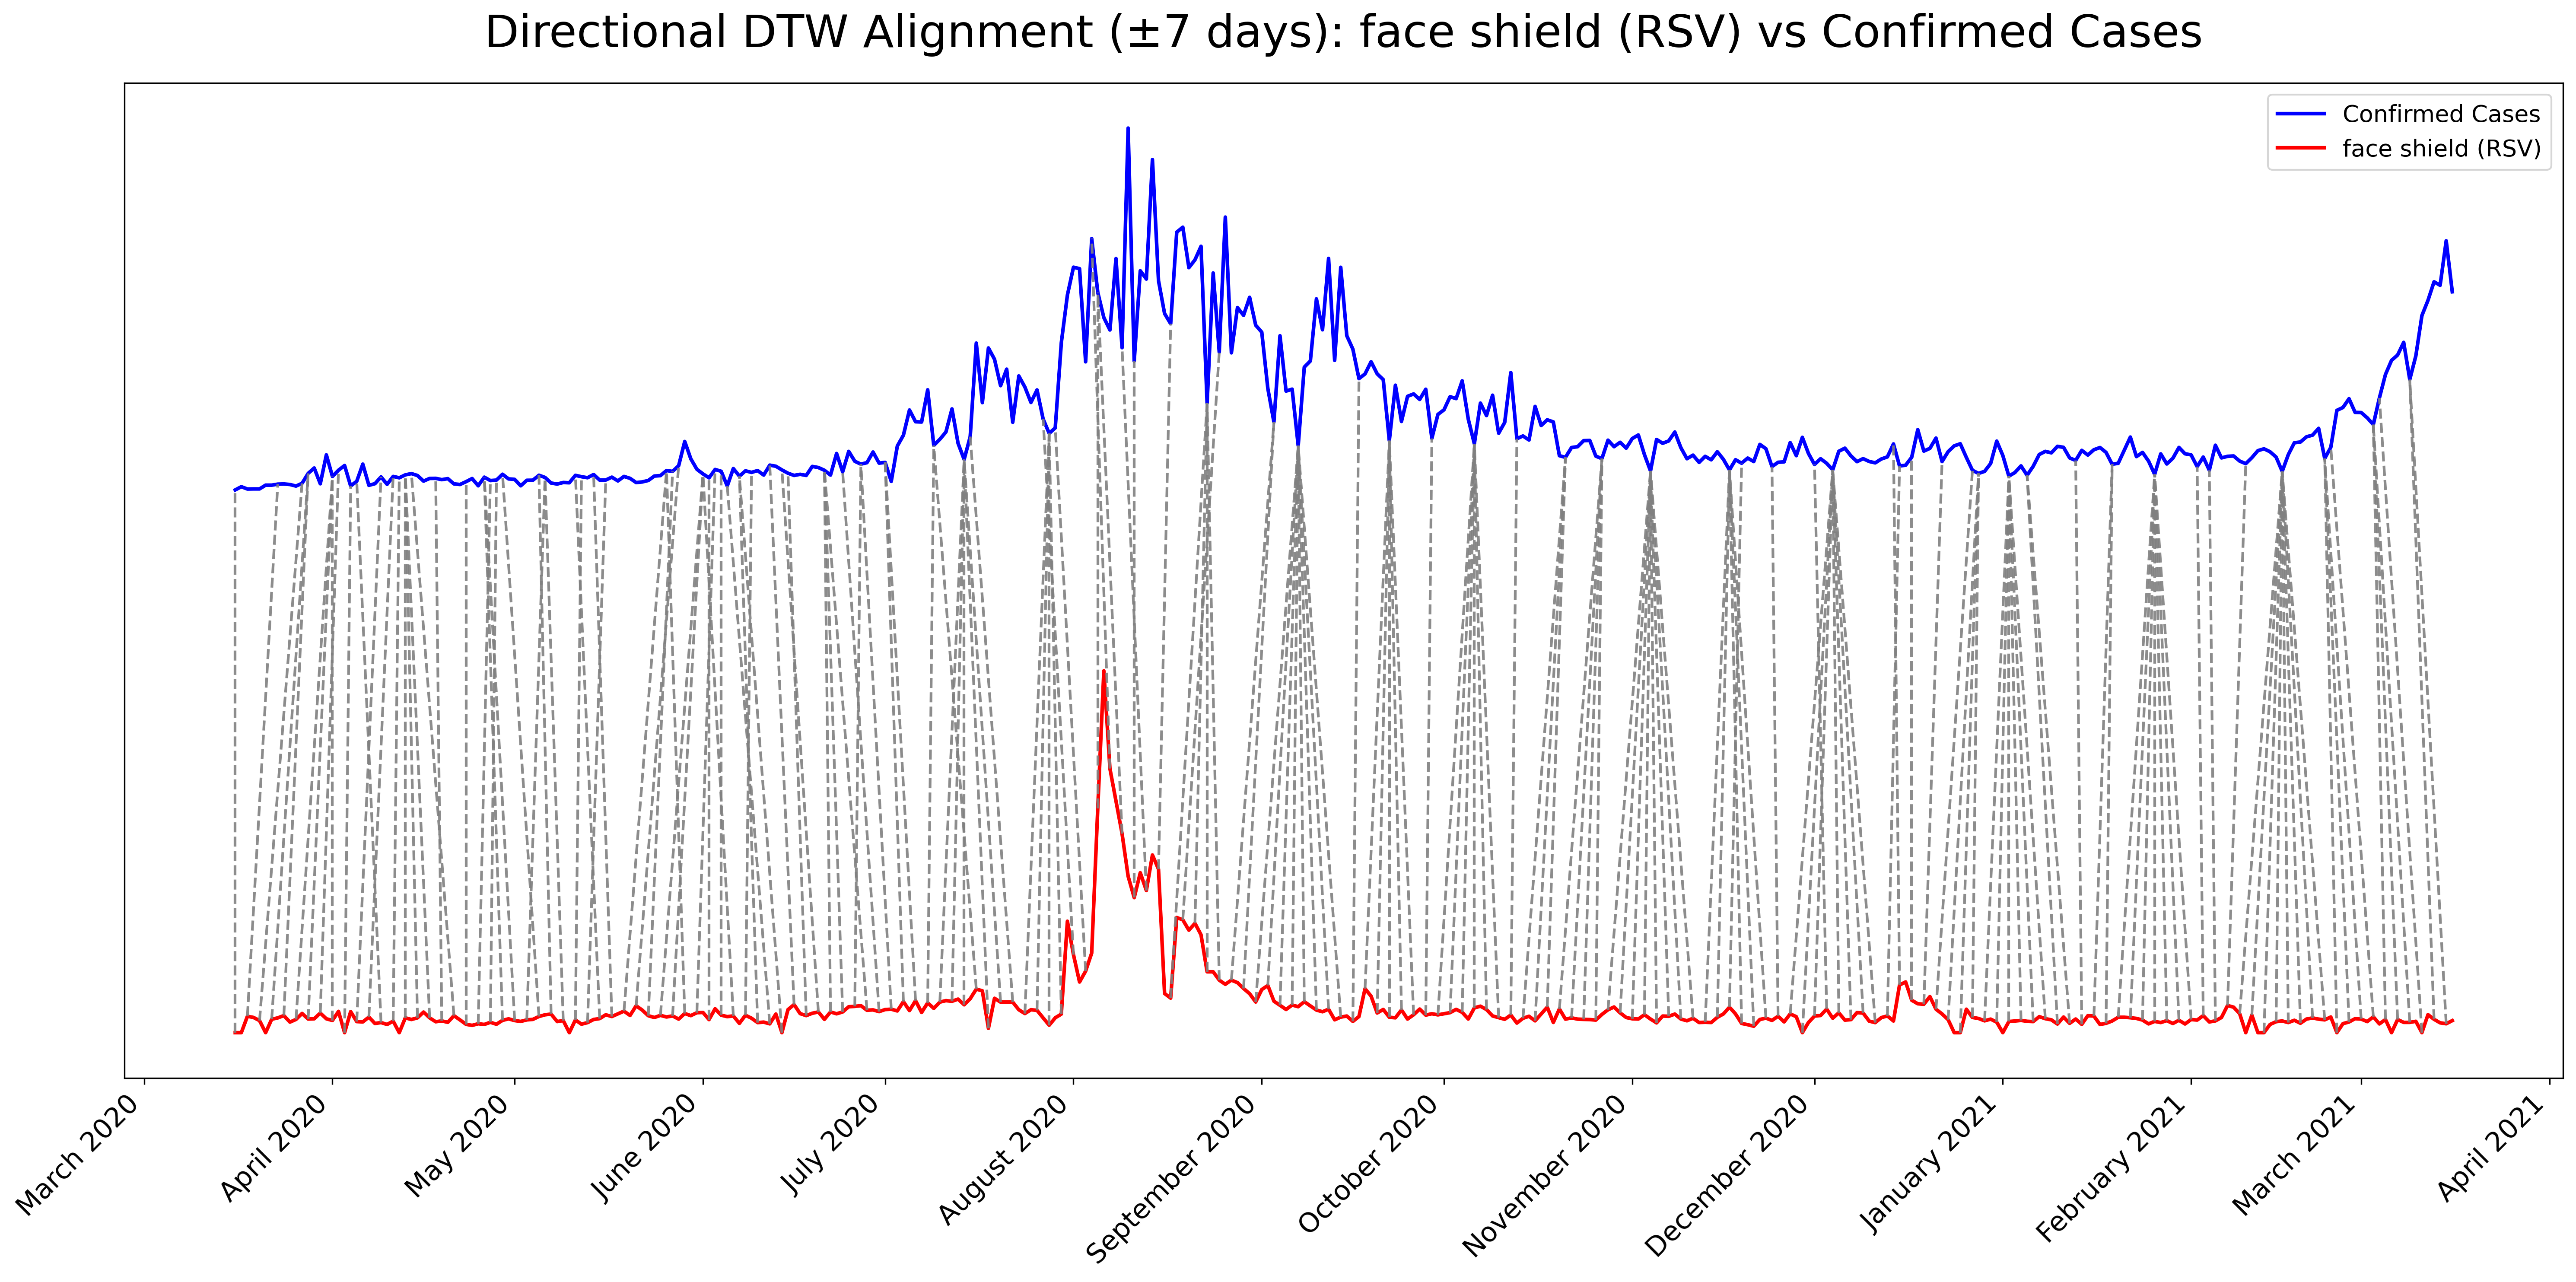 Directional DTW Alignment (±7 days): face shield (RSV) vs Confirmed Cases
Confirmed Cases
face shield (RSV)
March 2020
April 2020
May 2020
June 2020
July 2020
August 2020
September 2020
October 2020
November 2020
December 2020
January 2021
February 2021
March 2021
April 2021